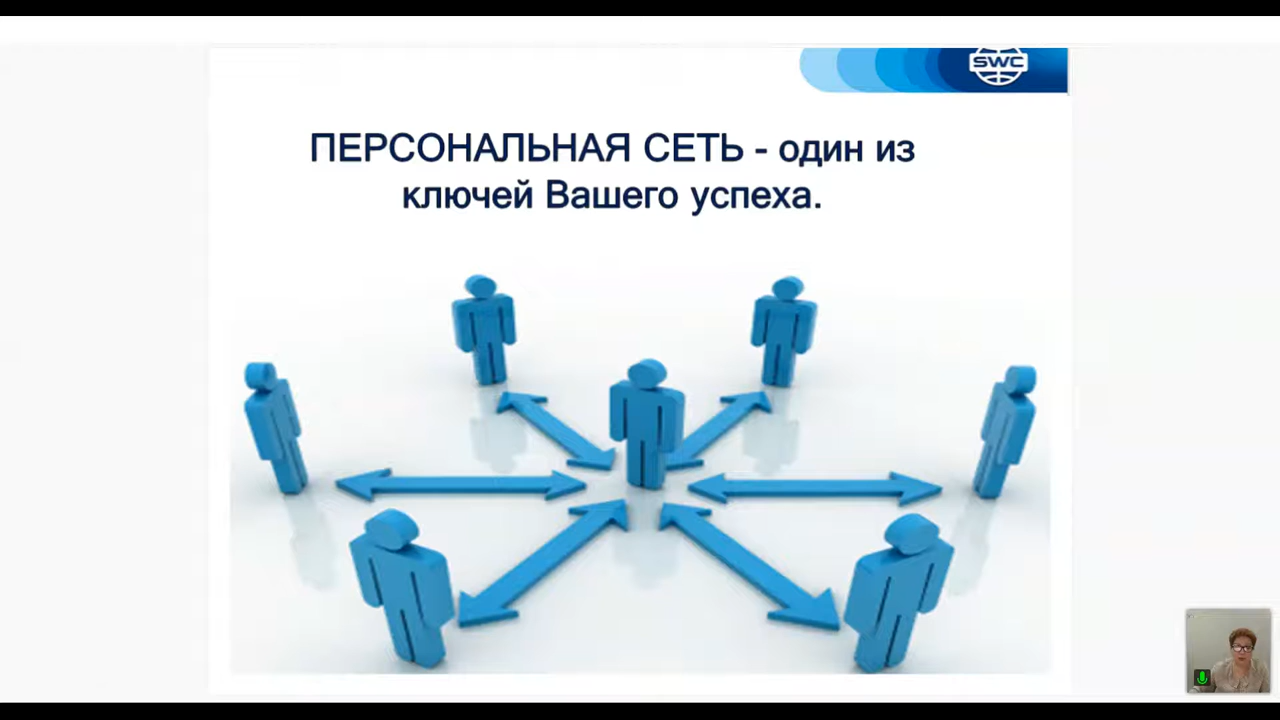 SWC
ПЕРСОНАЛЬНАЯ СЕТЬ - один из
ключей Вашего успеха.